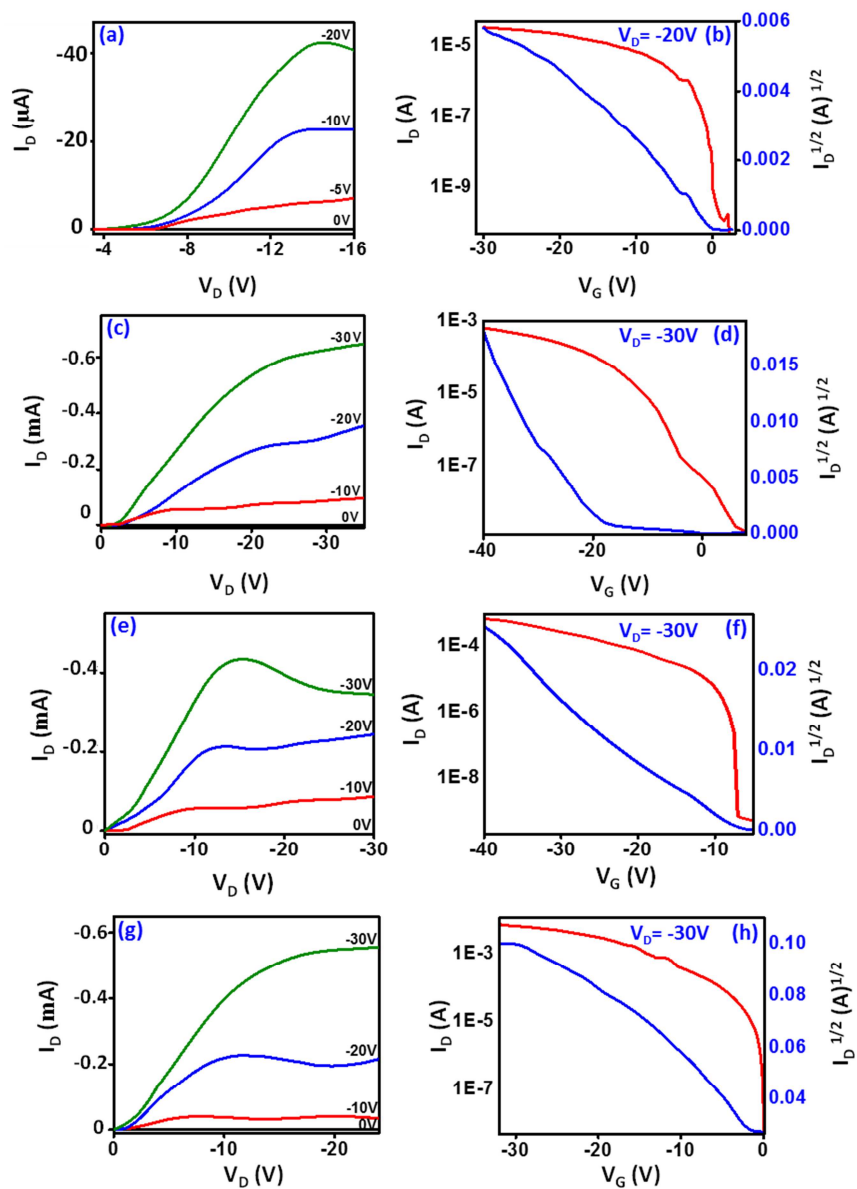 (a)
-20V
-10V
-5V
0V
-40
-20
0
I_D (μA)
-4
-8
-12
-16
V_D (V)
V_D= -20V
(b)
1E-5
1E-7
1E-9
I_D (A)
0.006
0.004
0.002
0.000
I_D^1/2 (A)^1/2
-30
-20
-10
0
V_G (V)
(c)
-30V
-20V
-10V
0V
-0.6
-0.4
-0.2
0
I_D (mA)
0
-10
-20
-30
V_D (V)
V_D= -30V
(d)
1E-3
1E-5
1E-7
I_D (A)
0.015
0.010
0.005
0.000
I_D^1/2 (A)^1/2
-40
-20
0
V_G (V)
(e)
-30V
-20V
-10V
0V
-0.4
-0.2
0
I_D (mA)
0
-10
-20
-30
V_D (V)
V_D= -30V
(f)
1E-4
1E-6
1E-8
I_D (A)
0.02
0.01
0.00
I_D^1/2 (A)^1/2
-40
-30
-20
-10
V_G (V)
(g)
-30V
-20V
-10V
0V
-0.6
-0.4
-0.2
0
I_D (mA)
0
-10
-20
V_D (V)
V_D= -30V
(h)
1E-3
1E-5
1E-7
I_D (A)
0.10
0.08
0.06
0.04
I_D^1/2 (A)^1/2
-30
-20
-10
0
V_G (V)